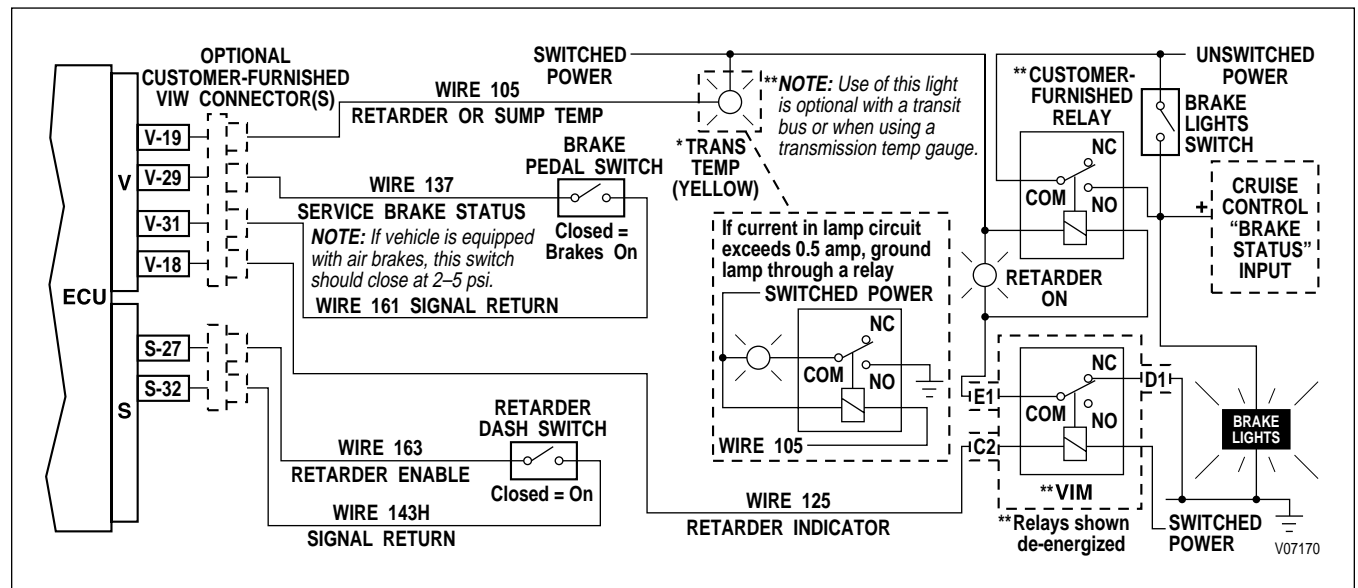 OPTIONAL
CUSTOMER-FURNISHED
VIW CONNECTOR(S)
SWITCHED
POWER
UNSWITCHED
POWER
WIRE 105
RETARDER OR SUMP TEMP
**NOTE: Use of this light
is optional with a transit
bus or when using a
transmission temp gauge.
*TRANS
TEMP
(YELLOW)
**CUSTOMER-
FURNISHED
RELAY
NC
COM
NO
BRAKE
LIGHTS
SWITCH
ECU
V
V-19
V-29
V-31
V-18
S
S-27
S-32
BRAKE
PEDAL SWITCH
WIRE 137
SERVICE BRAKE STATUS
NOTE: If vehicle is equipped
with air brakes, this switch
should close at 2–5 psi.
Closed =
Brakes On
WIRE 161 SIGNAL RETURN
If current in lamp circuit
exceeds 0.5 amp, ground
lamp through a relay
SWITCHED POWER
NC
COM
NO
WIRE 105
+
CRUISE
CONTROL
“BRAKE
STATUS”
INPUT
RETARDER
ON
E1
C2
NC
COM
NO
D1
**VIM
**Relays shown
de-energized
BRAKE
LIGHTS
RETARDER
DASH SWITCH
WIRE 163
RETARDER ENABLE
Closed = On
WIRE 143H
SIGNAL RETURN
WIRE 125
RETARDER INDICATOR
SWITCHED
POWER
V07170